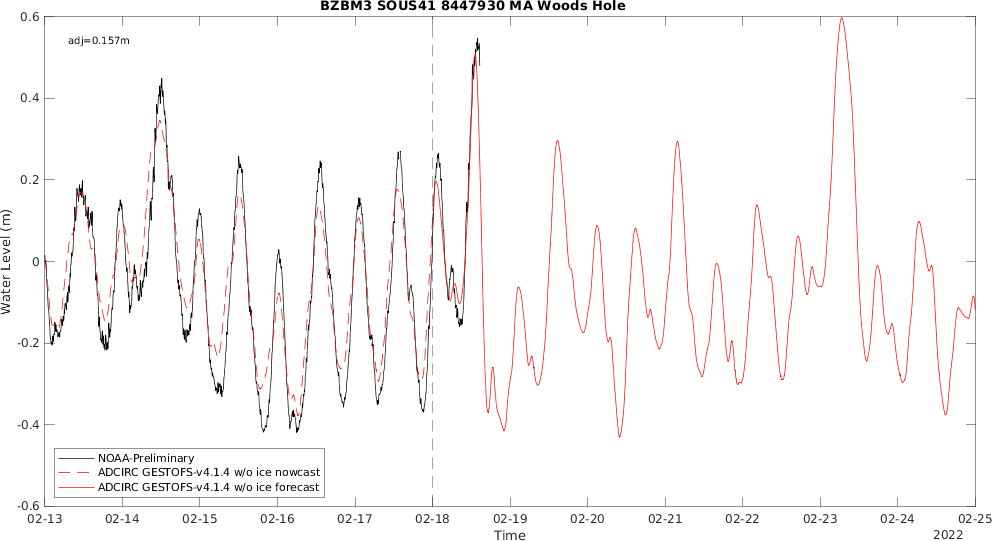 BZBM3 SOUS41 8447930 MA Woods Hole
adj=0.157m
Water Level (m)
0.6
0.4
0.2
0
-0.2
-0.4
-0.6
NOAA-Preliminary
ADCIRC GESTOFS-v4.1.4 w/o ice nowcast
ADCIRC GESTOFS-v4.1.4 w/o ice forecast
02-13 02-14 02-15 02-16 02-17 02-18 02-19 02-20 02-21 02-22 02-23 02-24 02-25
Time
2022